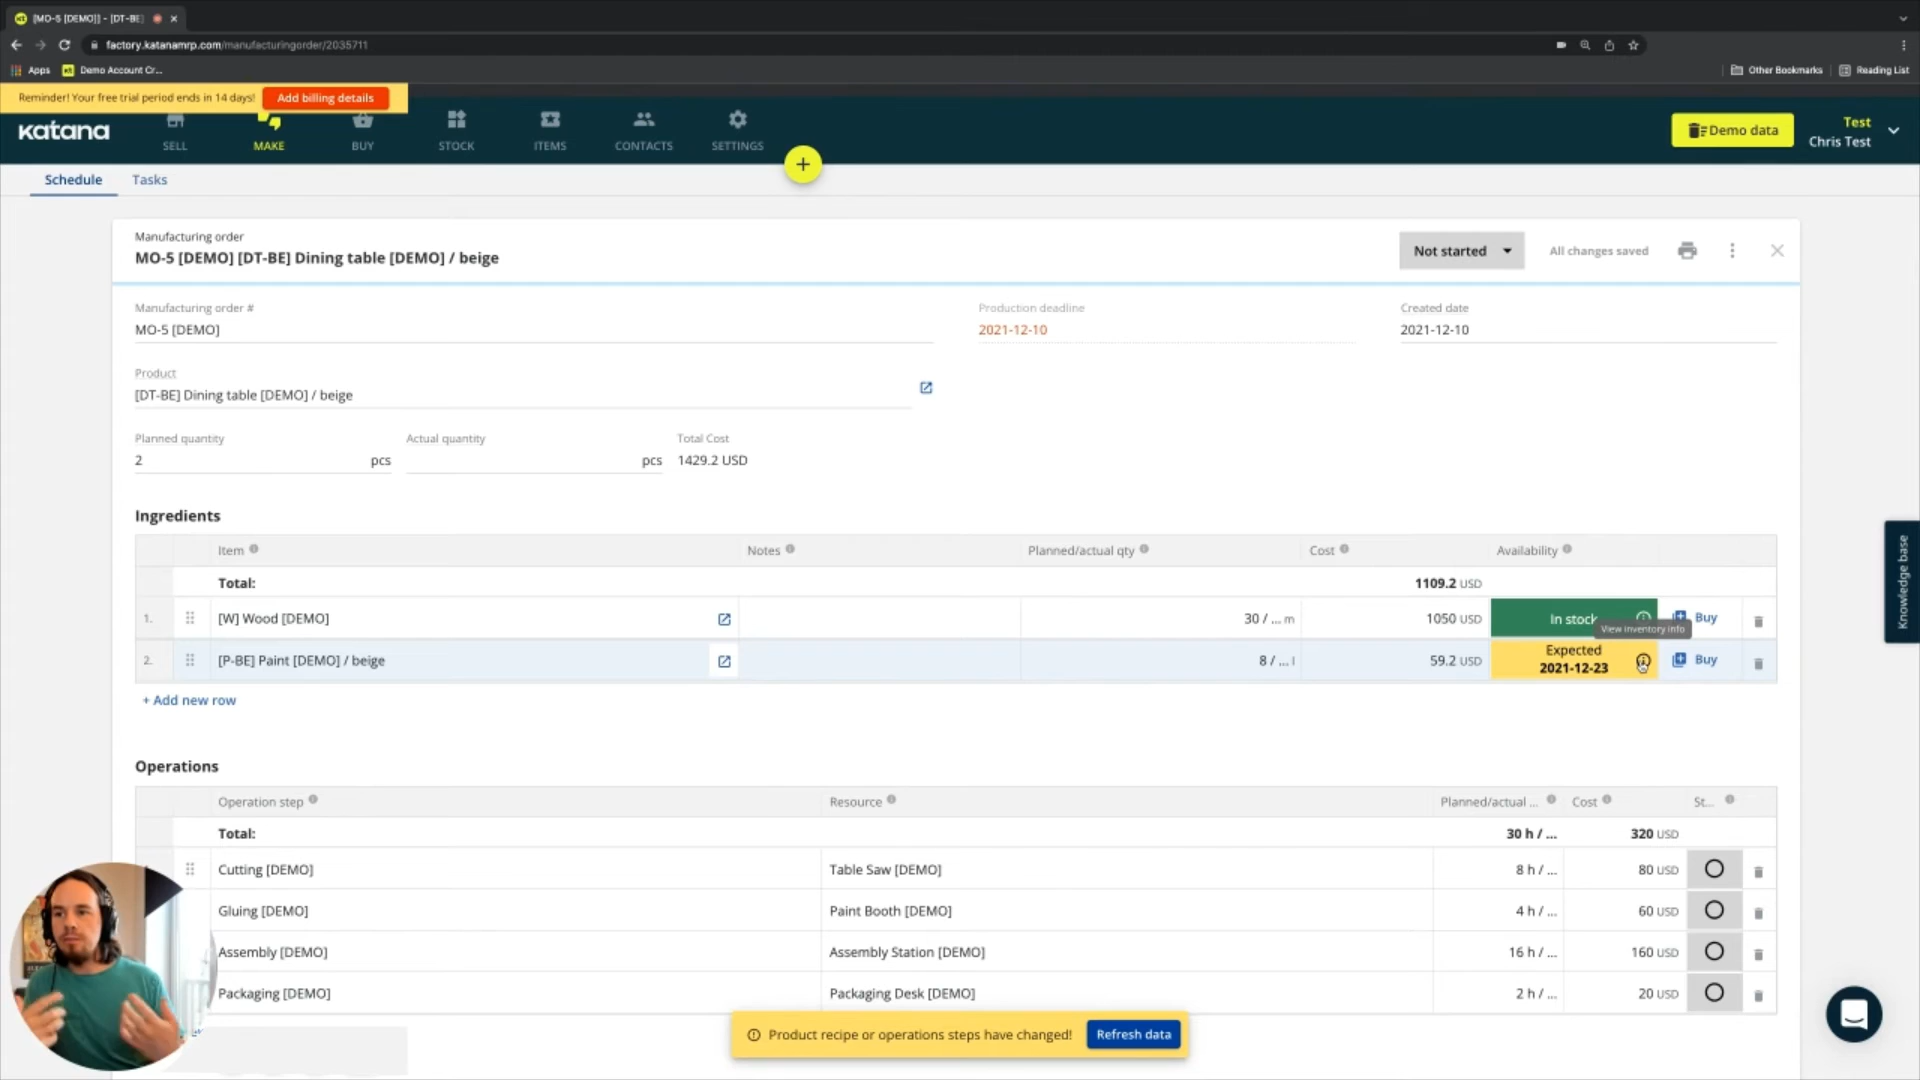 [MO-5 [DEMO]] - [DT-BE]
factory.katanamrp.com/manufacturingorder/2035711
Apps
Demo Account Cr...
Other Bookmarks
Reading List
Reminder! Your free trial period ends in 14 days!
Add billing details
katana
SELL
MAKE
BUY
STOCK
ITEMS
CONTACTS
SETTINGS
+
Demo data
Test
Chris Test
Schedule
Tasks
Manufacturing order
MO-5 [DEMO] [DT-BE] Dining table [DEMO] / beige
Not started
All changes saved
Manufacturing order #
MO-5 [DEMO]
Production deadline
2021-12-10
Created date
2021-12-10
Product
[DT-BE] Dining table [DEMO] / beige
Planned quantity
2 pcs
Actual quantity
pcs
Total Cost
1429.2 USD
Ingredients
Item Notes Planned/actual qty Cost Availability
Total: 1109.2 USD
1. [W] Wood [DEMO] 30 / ... m 1050 USD In stock Buy
View inventory info
2. [P-BE] Paint [DEMO] / beige 8 / ... l 59.2 USD Expected 2021-12-23 Buy
+ Add new row
Operations
Operation step Resource Planned/actual ... Cost St...
Total: 30 h / ... 320 USD
Cutting [DEMO] Table Saw [DEMO] 8 h / ... 80 USD
Gluing [DEMO] Paint Booth [DEMO] 4 h / ... 60 USD
Assembly [DEMO] Assembly Station [DEMO] 16 h / ... 160 USD
Packaging [DEMO] Packaging Desk [DEMO] 2 h / ... 20 USD
Product recipe or operations steps have changed!
Refresh data
Knowledge base